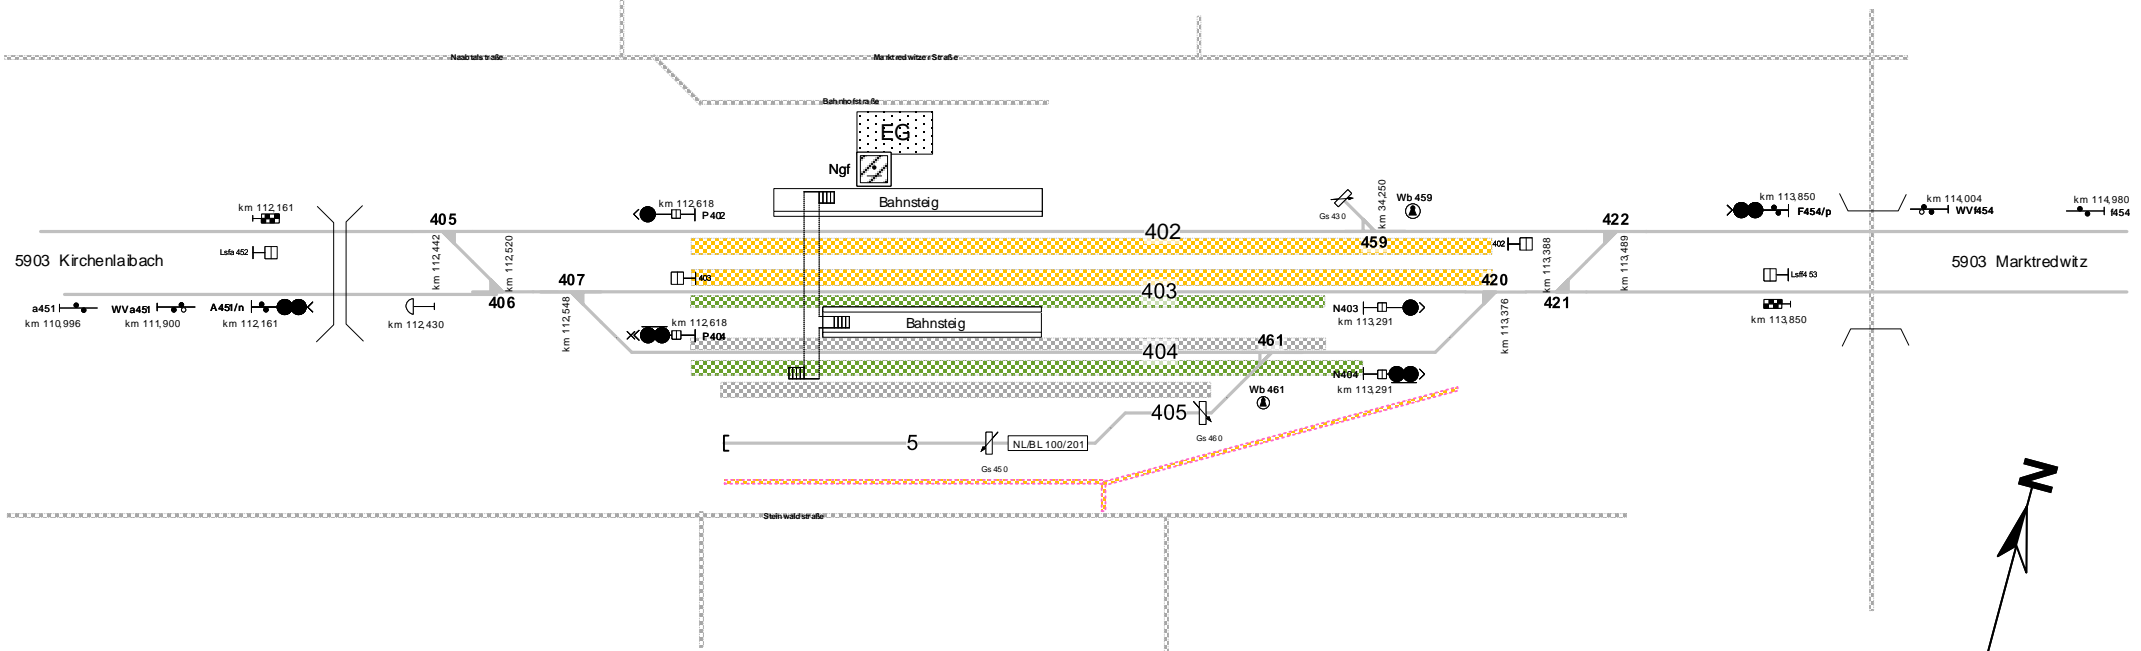 Naabtalstraße
Marktredwitzer Straße
Bahnhofstraße
EG
Ngf
Bahnsteig
km 112,161
405
km 112,618
P402
km 34,250
Wb 459
Gs 430
km 113,850
F454/p
km 114,004
WVf454
km 114,980
f454
422
402
459
402
Lsfa 452
km 112,442
km 112,520
km 113,388
km 113,489
5903 Kirchenlaibach
5903 Marktredwitz
407
403
420
Lsff453
403
406
421
a451
km 110,996
WVa451
km 111,900
A451/n
km 112,161
km 112,430
km 112,548
km 112,618
P404
Bahnsteig
N403
km 113,291
km 113,376
km 113,850
461
404
N404
km 113,291
Wb 461
405
Gs 460
5
NL/BL 100/201
Gs 450
Steinwaldstraße
N